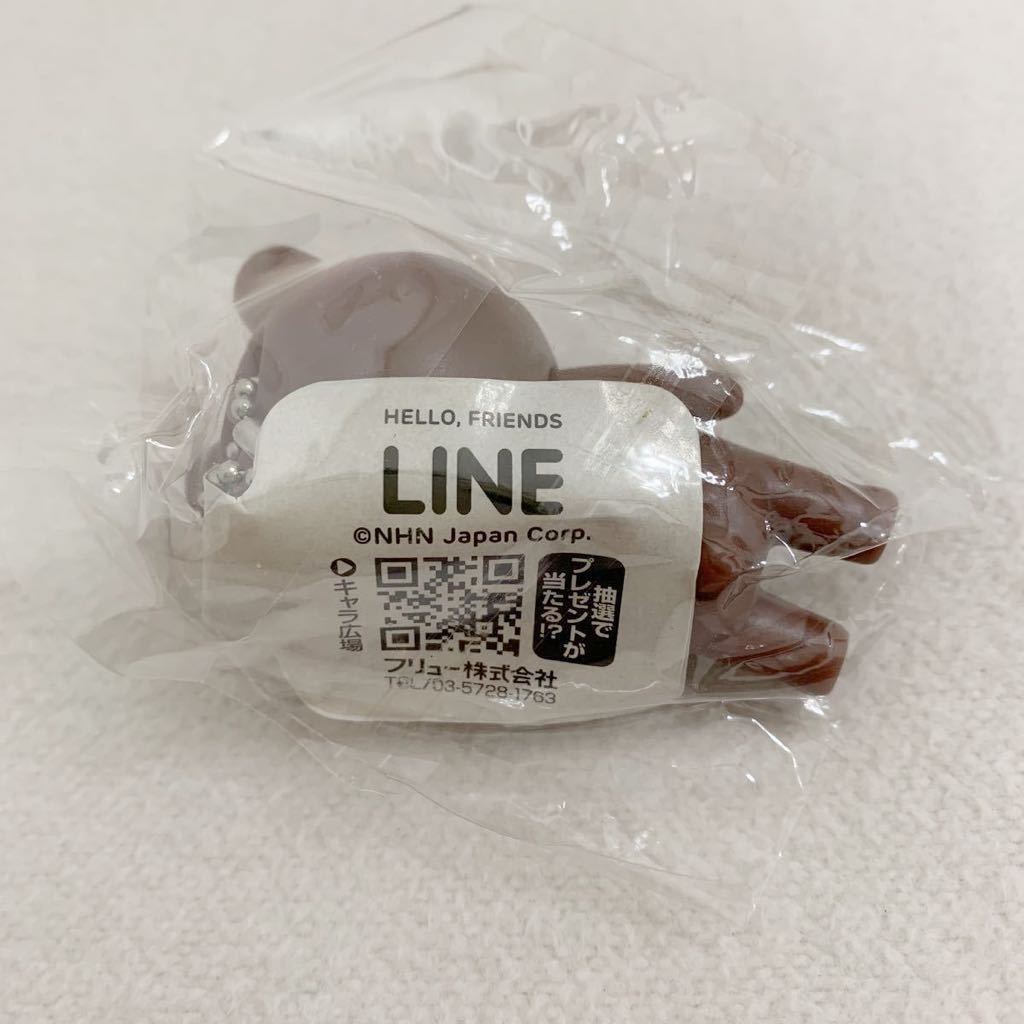 HELLO, FRIENDS
LINE
©NHN Japan Corp.
▶キャラ広場
抽選で
プレゼントが
当たる!?
フリュー株式会社
TEL/03-5728-1763